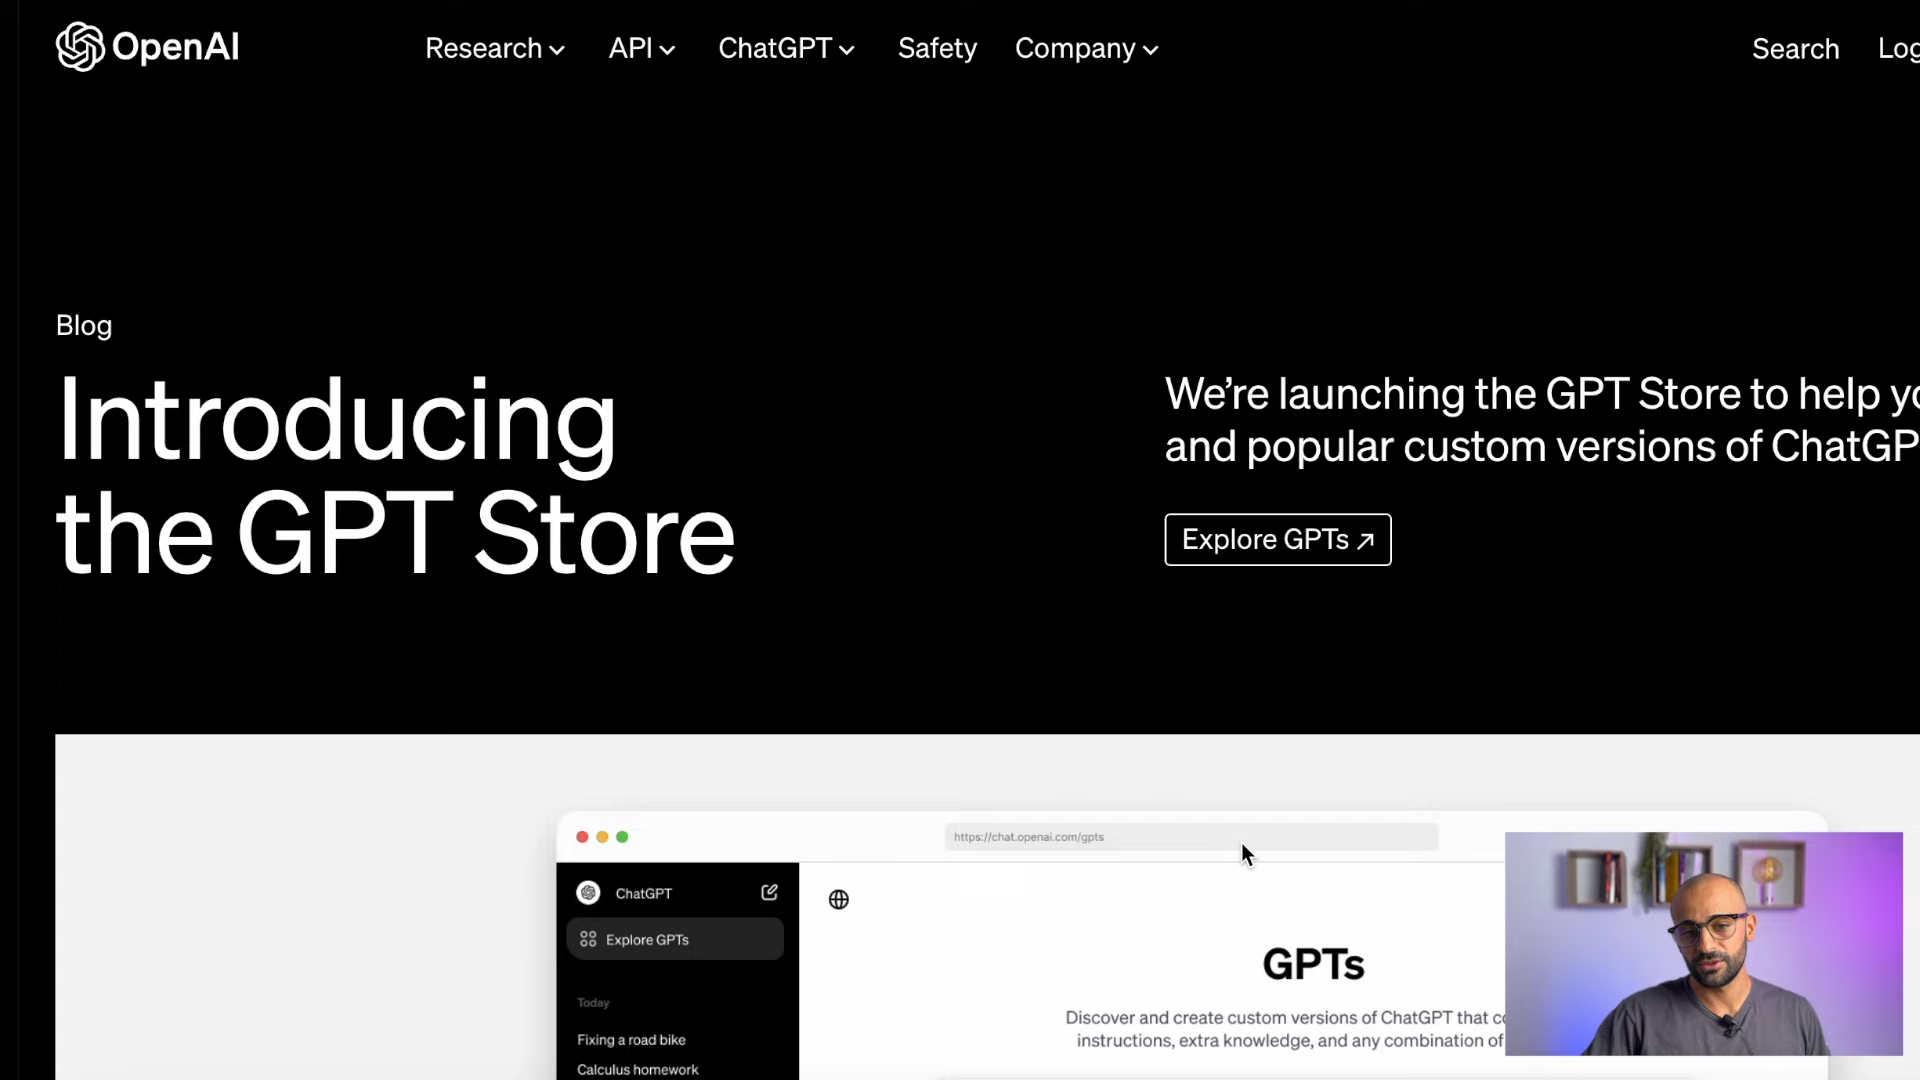 OpenAI
Research
API
ChatGPT
Safety
Company
Search
Log
Blog
Introducing
the GPT Store
We’re launching the GPT Store to help yo
and popular custom versions of ChatGP
Explore GPTs ↗
https://chat.openai.com/gpts
ChatGPT
Explore GPTs
Today
Fixing a road bike
Calculus homework
GPTs
Discover and create custom versions of ChatGPT that co
instructions, extra knowledge, and any combination of